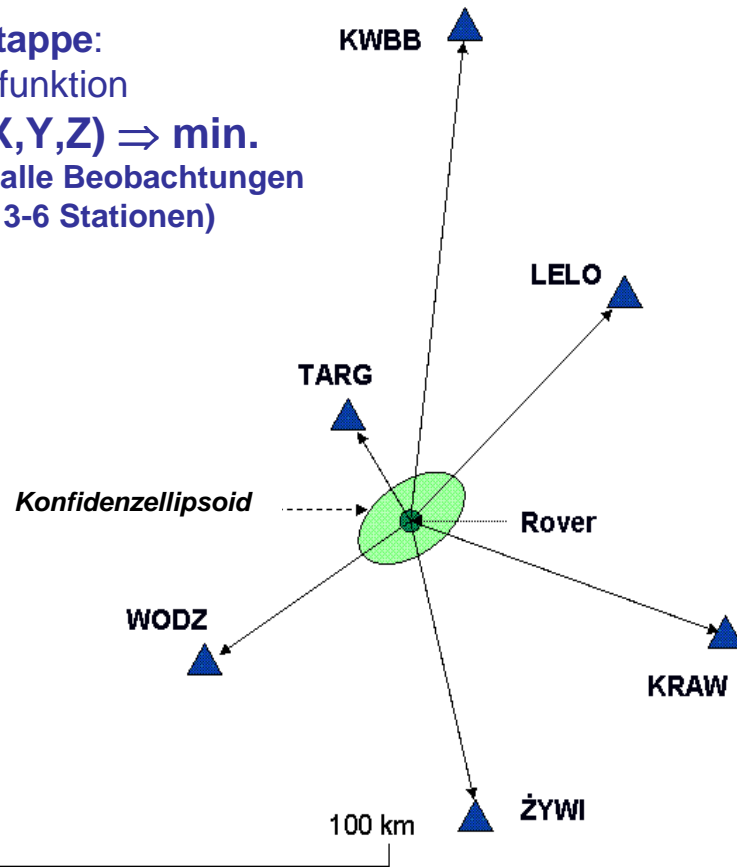 tappe:
funktion
X,Y,Z) ⇒ min.
alle Beobachtungen
3-6 Stationen)
KWBB
LELO
TARG
Konfidenzellipsoid
Rover
WODZ
KRAW
ŻYWI
100 km